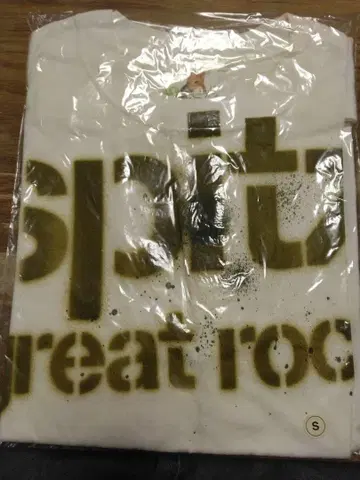 spitz
great roc
S